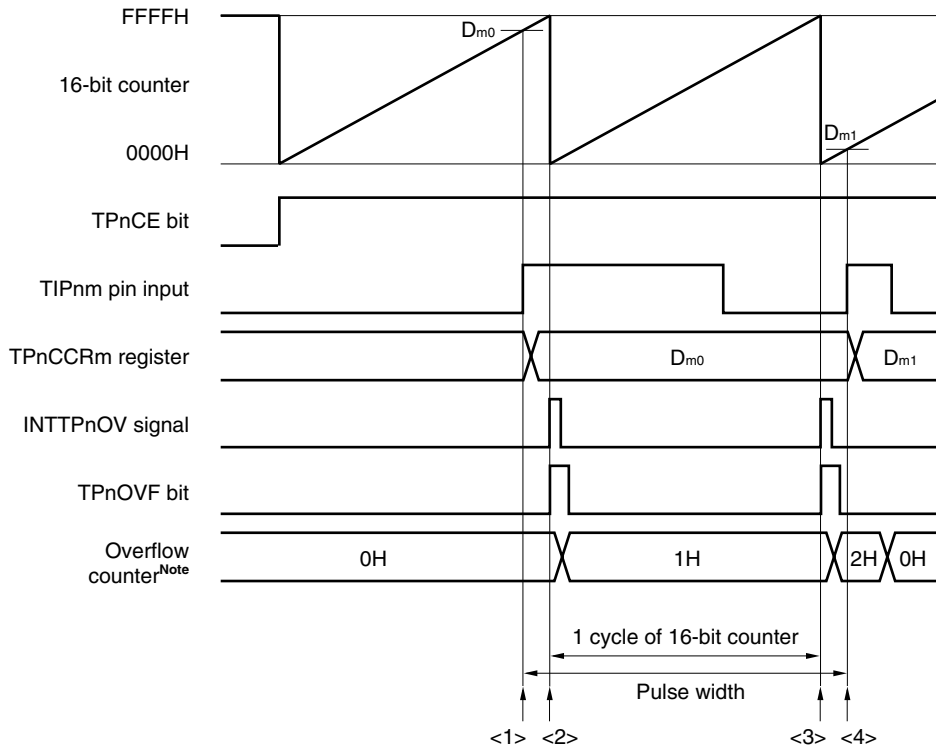 FFFFH
Dm0
16-bit counter
Dm1
0000H
TPnCE bit
TIPnm pin input
TPnCCRm register
Dm0
Dm1
INTTPnOV signal
TPnOVF bit
Overflow
counterNote
0H
1H
2H
0H
1 cycle of 16-bit counter
Pulse width
<1> <2> <3> <4>